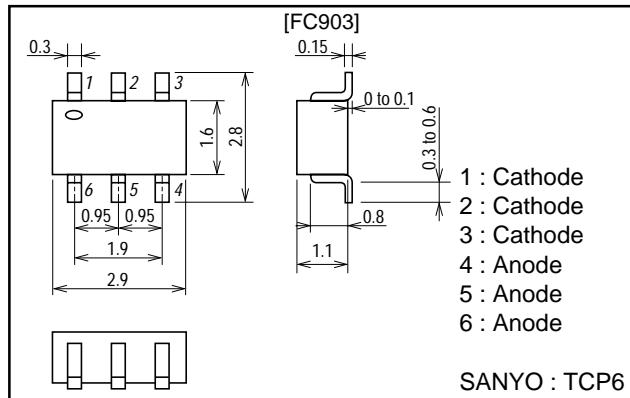 [FC903]
0.3
0.15
1 2 3
0 to 0.1
1.6
2.8
0.3 to 0.6
6 5 4
0.95 0.95
1.9
2.9
0.8
1.1
1 : Cathode
2 : Cathode
3 : Cathode
4 : Anode
5 : Anode
6 : Anode
SANYO : TCP6